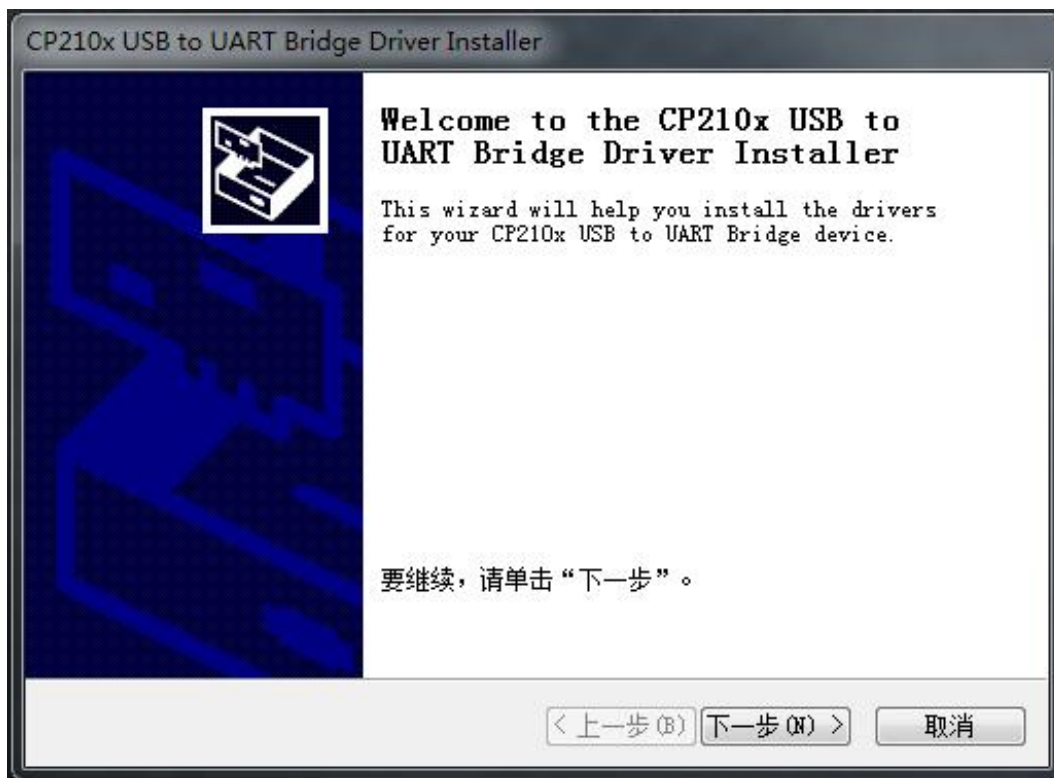 CP210x USB to UART Bridge Driver Installer
Welcome to the CP210x USB to
UART Bridge Driver Installer
This wizard will help you install the drivers
for your CP210x USB to UART Bridge device.
要继续，请单击“下一步”。
< 上一步(B)
下一步(N) >
取消